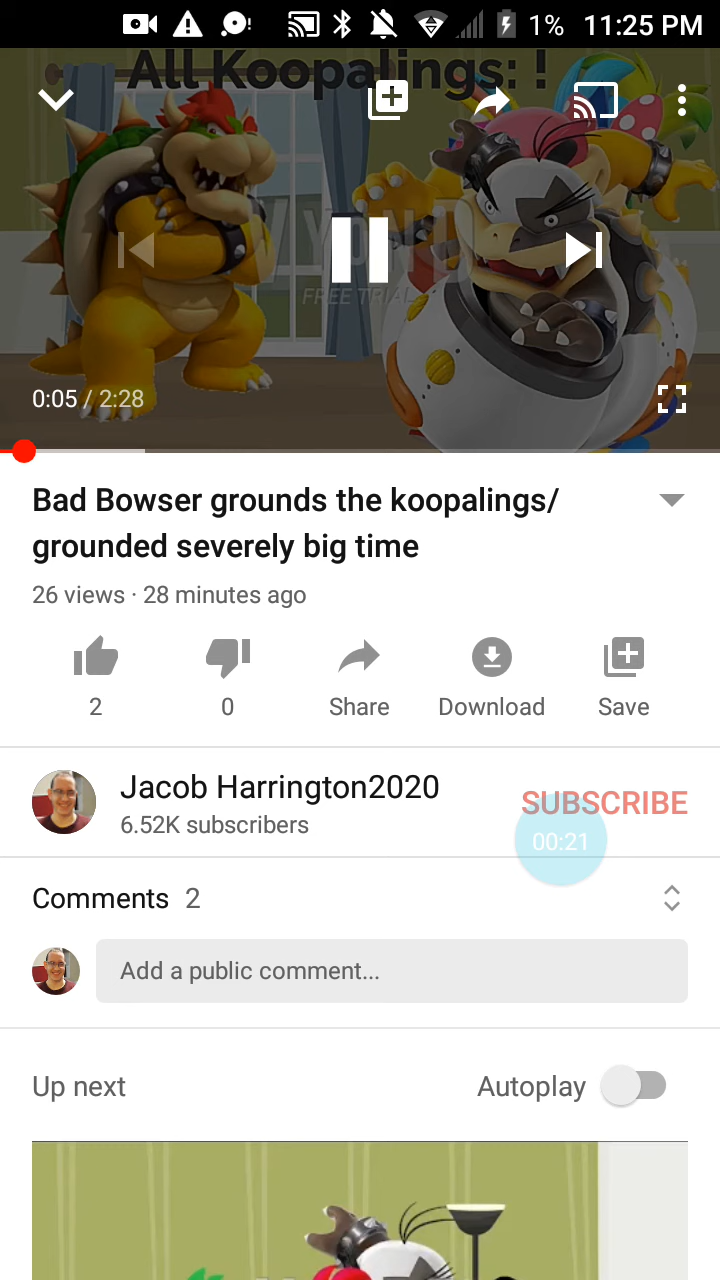 1% 11:25 PM
All Koopalings: !
VYOND
FREE TRIAL
0:05 / 2:28
Bad Bowser grounds the koopalings/
grounded severely big time
26 views · 28 minutes ago
2 0 Share Download Save
Jacob Harrington2020
SUBSCRIBE
6.52K subscribers
00:21
Comments 2
Add a public comment...
Up next Autoplay